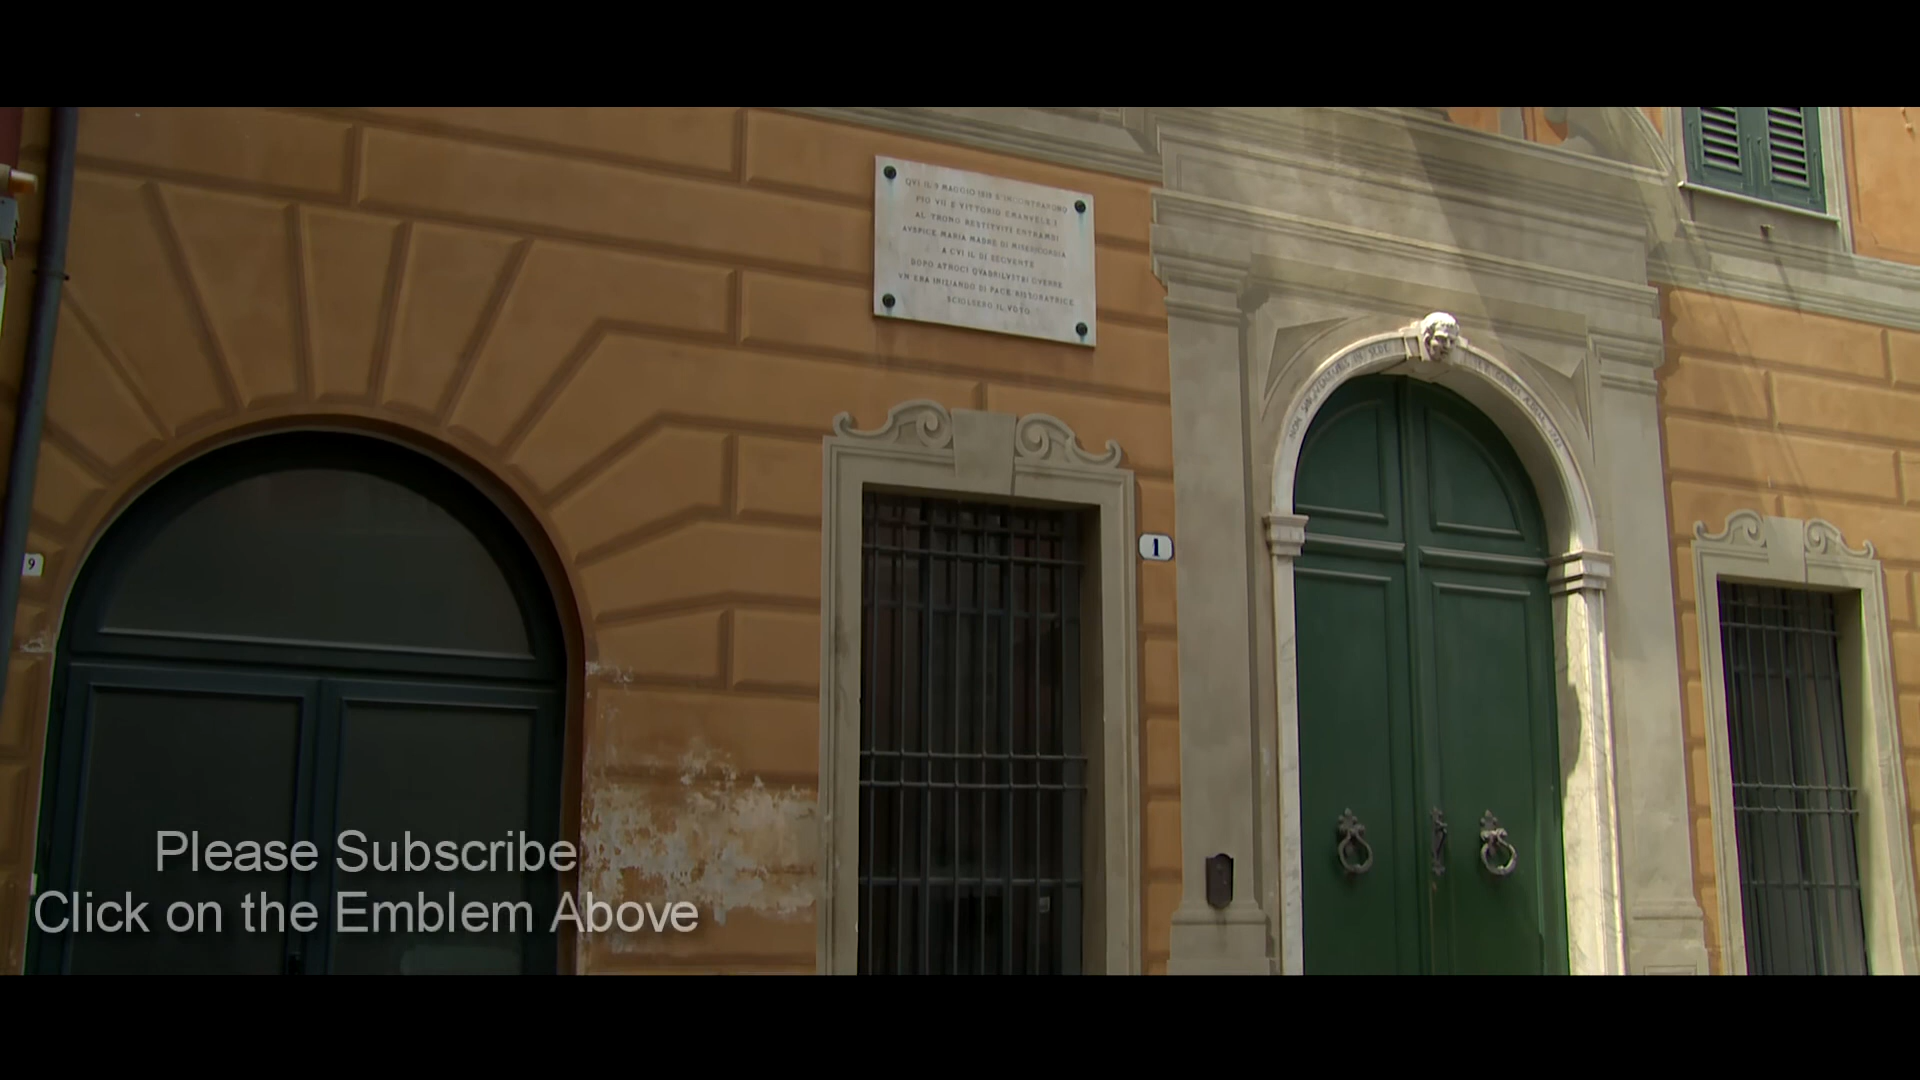 QVI IL 9 MAGGIO 1815 S'INCONTRARONO
PIO VII E VITTORIO EMANVELE I
AL TRONO RESTITVITI ENTRAMBI
AVSPICE MARIA MADRE DI MISERICORDIA
A CVI IL DI SEGVENTE
DOPO ATROCI QVADRILVSTRI GVERRE
VN ERA INIZIANDO DI PACE RISTORATRICE
SCIOLSERO IL VOTO
1
9
Please Subscribe
Click on the Emblem Above